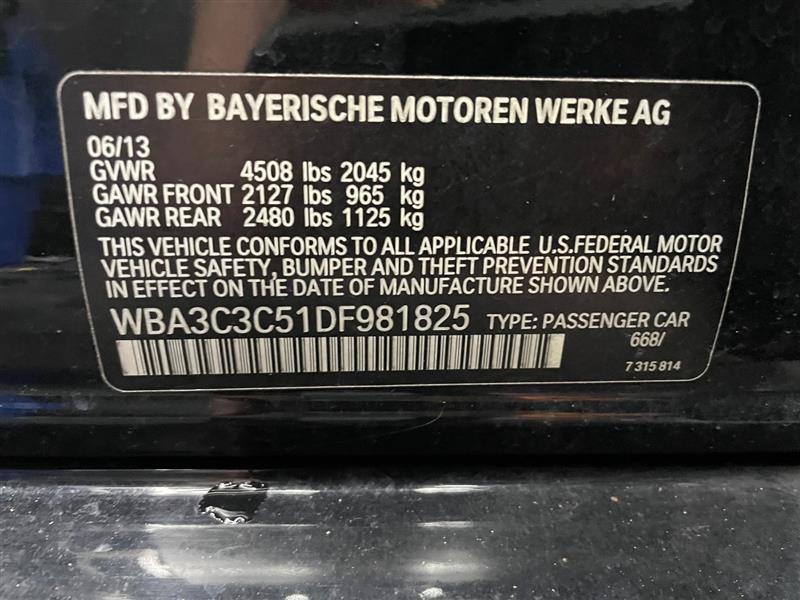 MFD BY BAYERISCHE MOTOREN WERKE AG
06/13
GVWR 4508 lbs 2045 kg
GAWR FRONT 2127 lbs 965 kg
GAWR REAR 2480 lbs 1125 kg
THIS VEHICLE CONFORMS TO ALL APPLICABLE U.S.FEDERAL MOTOR
VEHICLE SAFETY, BUMPER AND THEFT PREVENTION STANDARDS
IN EFFECT ON THE DATE OF MANUFACTURE SHOWN ABOVE.
WBA3C3C51DF981825 TYPE: PASSENGER CAR
668/
7 315 814